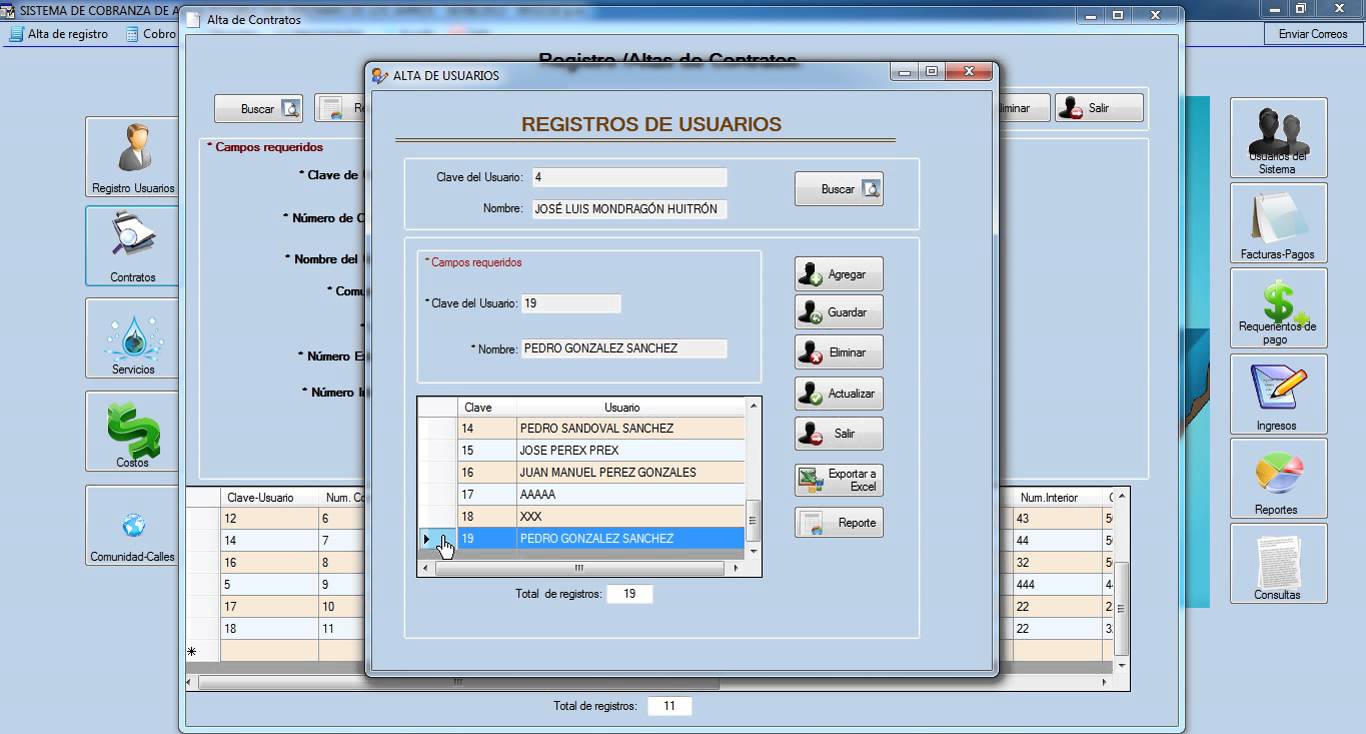 SISTEMA DE COBRANZA DE A
Alta de registro
Cobro
Enviar Correos
Alta de Contratos
Registro /Altas de Contratos
Buscar
Salir
* Campos requeridos
* Clave de
* Número de C
* Nombre del
* Comu
* Número E
* Número I
Registro Usuarios
Contratos
Servicios
Costos
Comunidad-Calles
ALTA DE USUARIOS
REGISTROS DE USUARIOS
Clave del Usuario: 4
Nombre: JOSÉ LUIS MONDRAGÓN HUITRÓN
Buscar
* Campos requeridos
* Clave del Usuario: 19
* Nombre: PEDRO GONZALEZ SANCHEZ
Agregar
Guardar
Eliminar
Actualizar
Salir
Exportar a
Excel
Reporte
Clave Usuario
14 PEDRO SANDOVAL SANCHEZ
15 JOSE PEREX PREX
16 JUAN MANUEL PEREZ GONZALES
17 AAAAA
18 XXX
19 PEDRO GONZALEZ SANCHEZ
Total de registros: 19
Clave-Usuario Num. Co Num.Interior
12 6 43 5
14 7 44 5
16 8 32 5
5 9 444 4
17 10 22 2
18 11 22 3
Total de registros: 11
Usuarios del
Sistema
Facturas-Pagos
Requerientos de
pago
Ingresos
Reportes
Consultas